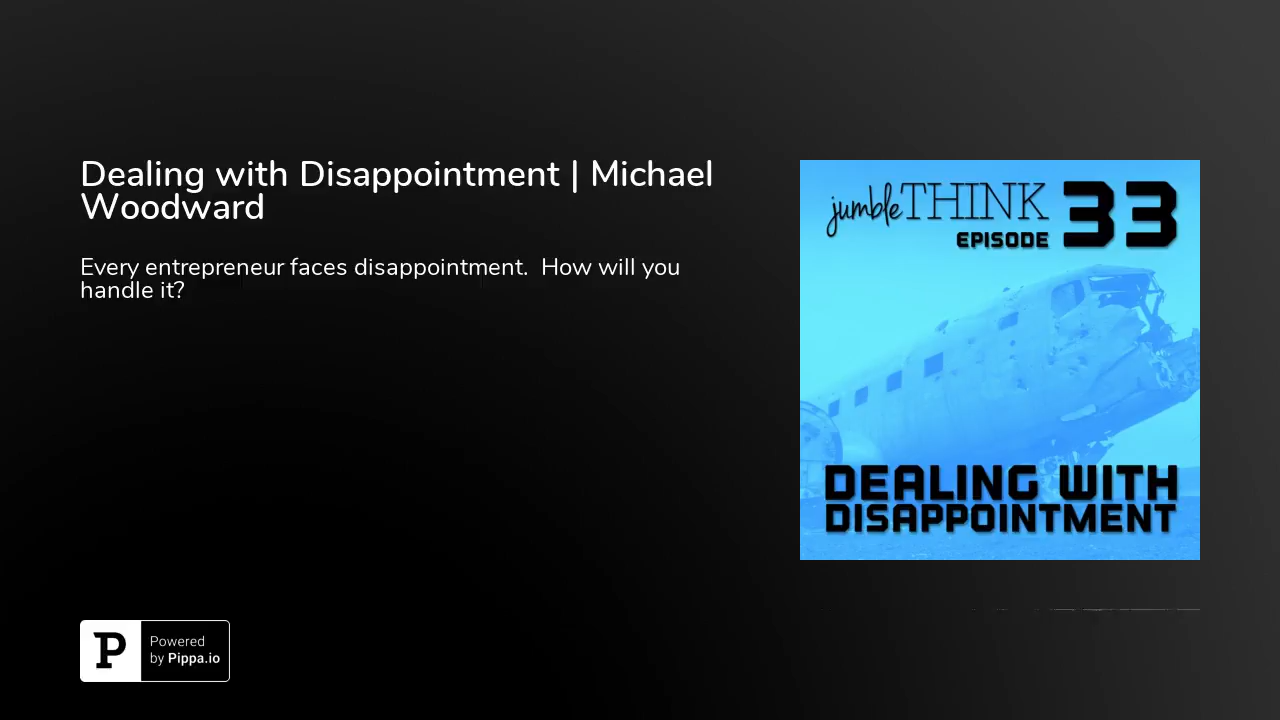 Dealing with Disappointment | Michael
Woodward
Every entrepreneur faces disappointment.  How will you
handle it?
jumbleTHINK 33
EPISODE
DEALING WITH
DISAPPOINTMENT
P
Powered
by Pippa.io